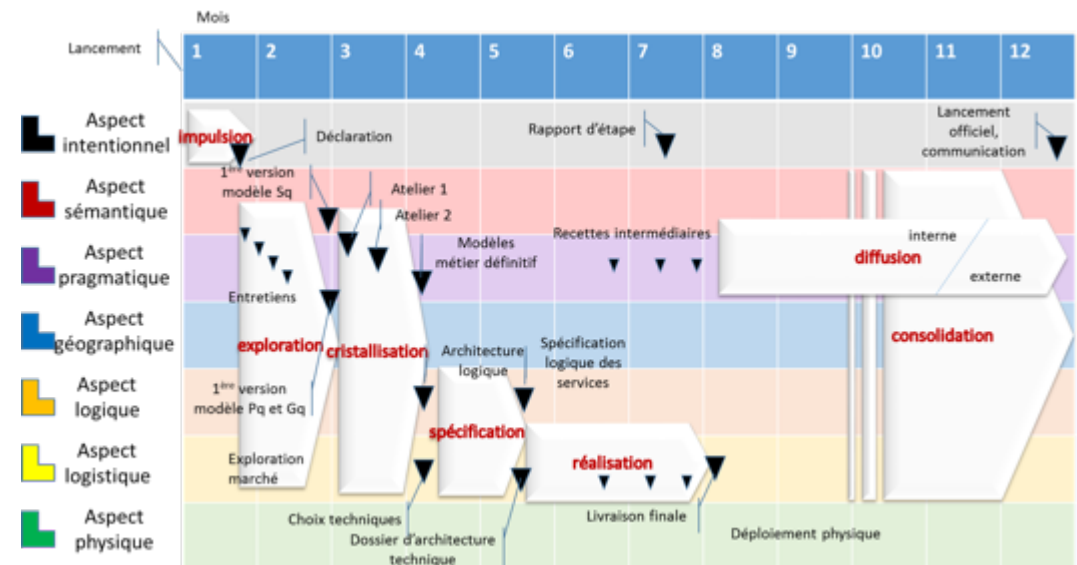 Mois
Lancement
1 2 3 4 5 6 7 8 9 10 11 12
Aspect
intentionnel
impulsion
Déclaration
Rapport d'étape
Lancement
officiel,
communication
1ère version
modèle Sq
Aspect
sémantique
Atelier 1
Atelier 2
Aspect
pragmatique
Entretiens
Modèles
métier définitif
Recettes intermédiaires
interne
diffusion
externe
Aspect
géographique
exploration
cristallisation
Architecture
logique
Spécification
logique des
services
consolidation
Aspect
logique
1ère version
modèle Pq et Gq
spécification
Aspect
logistique
Exploration
marché
réalisation
Aspect
physique
Choix techniques
Dossier d'architecture
technique
Livraison finale
Déploiement physique